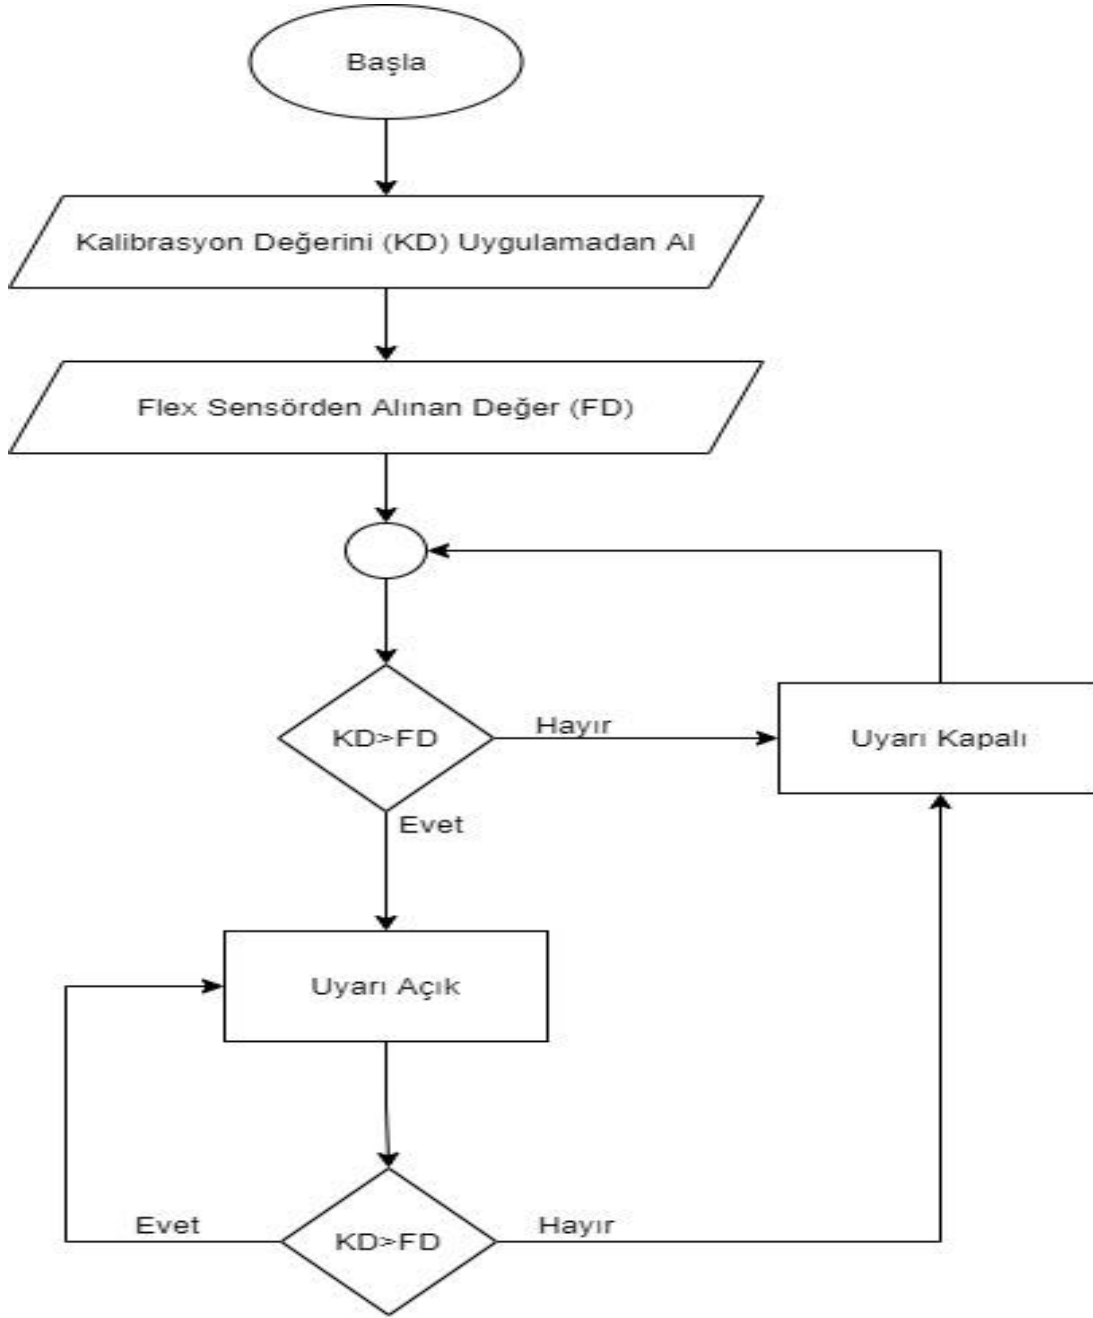 Başla
Kalibrasyon Değerini (KD) Uygulamadan Al
Flex Sensörden Alınan Değer (FD)
KD>FD
Hayır
Uyarı Kapalı
Evet
Uyarı Açık
Evet
KD>FD
Hayır